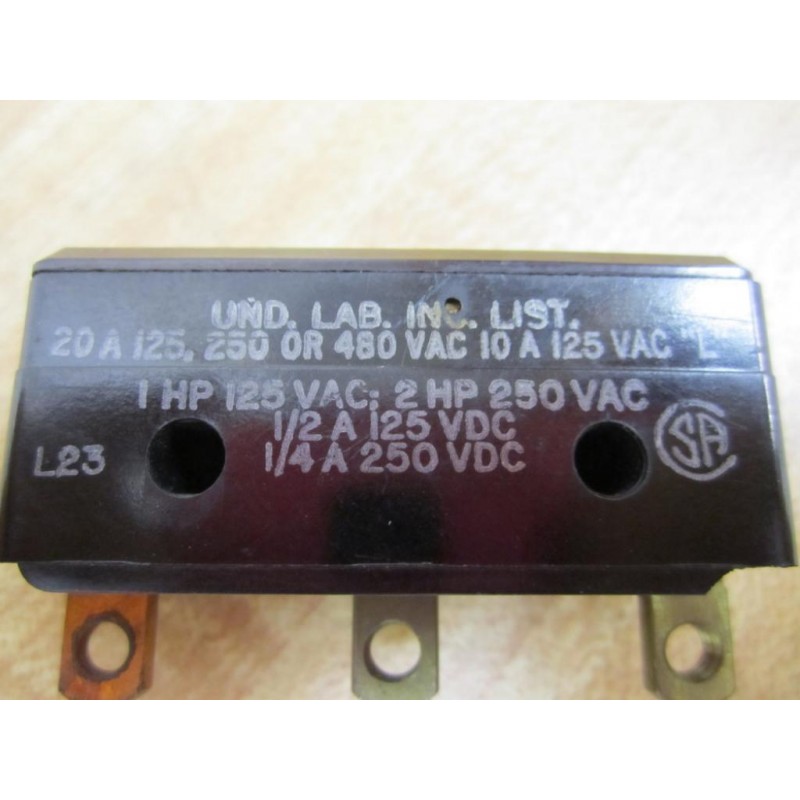 UND. LAB. INC. LIST.
20 A 125, 250 OR 480 VAC 10 A 125 VAC "L"
1 HP 125 VAC; 2 HP 250 VAC
1/2 A 125 VDC
1/4 A 250 VDC
L23
SA